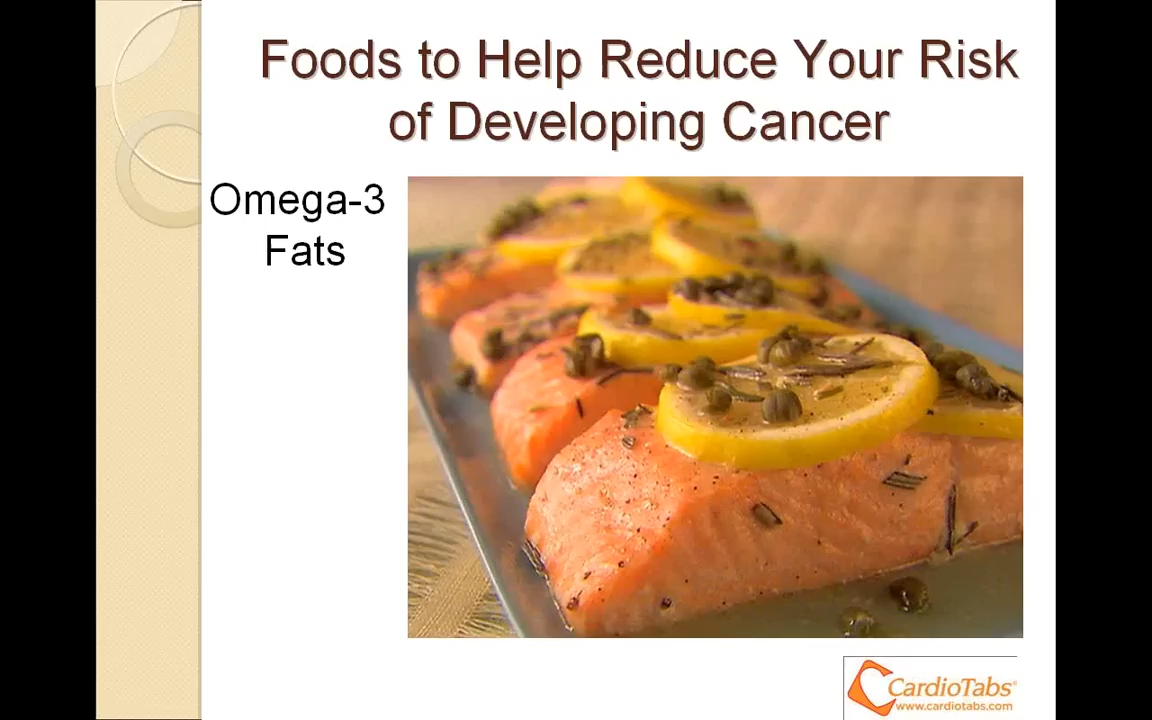 Foods to Help Reduce Your Risk
of Developing Cancer
Omega-3
Fats
CardioTabs®
www.cardiotabs.com